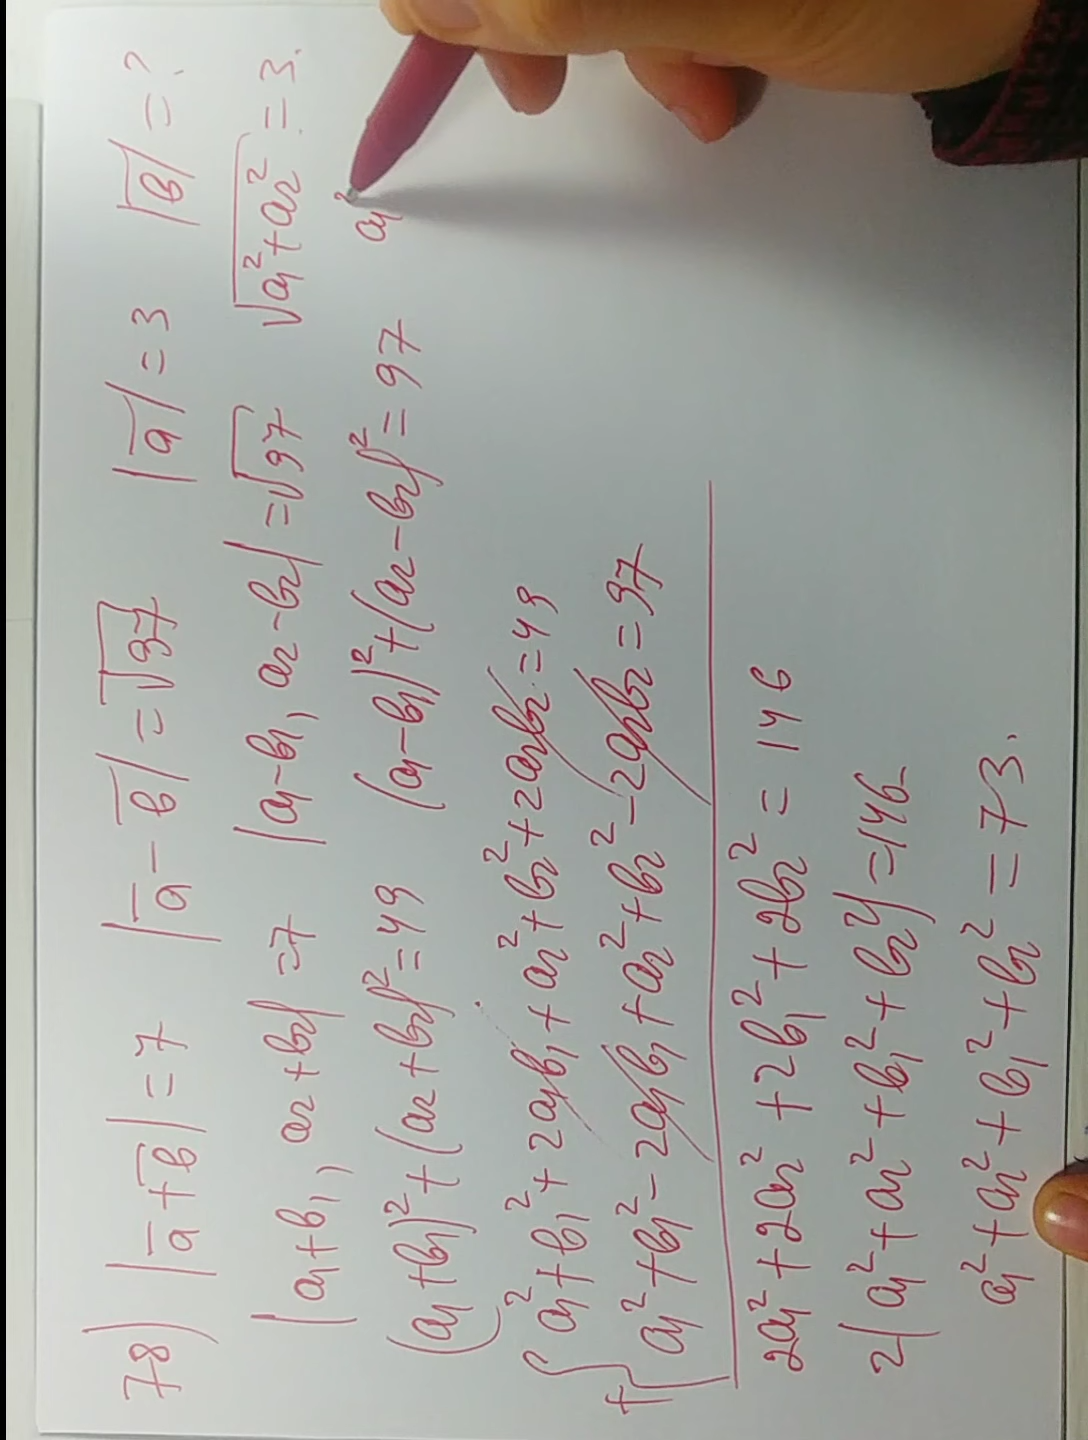 78) |a̅+b̅|=7 |a̅-b̅|=√97 |a̅|=3 |b̅|=?
|a₁+b₁, a₂+b₂|=7 |a₁-b₁, a₂-b₂|=√97 √a₁²+a₂²=3.
(a₁+b₁)²+(a₂+b₂)²=49 (a₁-b₁)²+(a₂-b₂)²=97 a₁²
a₁²+b₁²+2a₁b₁+a₂²+b₂²+2a₂b₂=49
+ { a₁²+b₁²-2a₁b₁+a₂²+b₂²-2a₂b₂=97
2a₁²+2a₂²+2b₁²+2b₂²=146
2(a₁²+a₂²+b₁²+b₂²)=146
a₁²+a₂²+b₁²+b₂²=73.